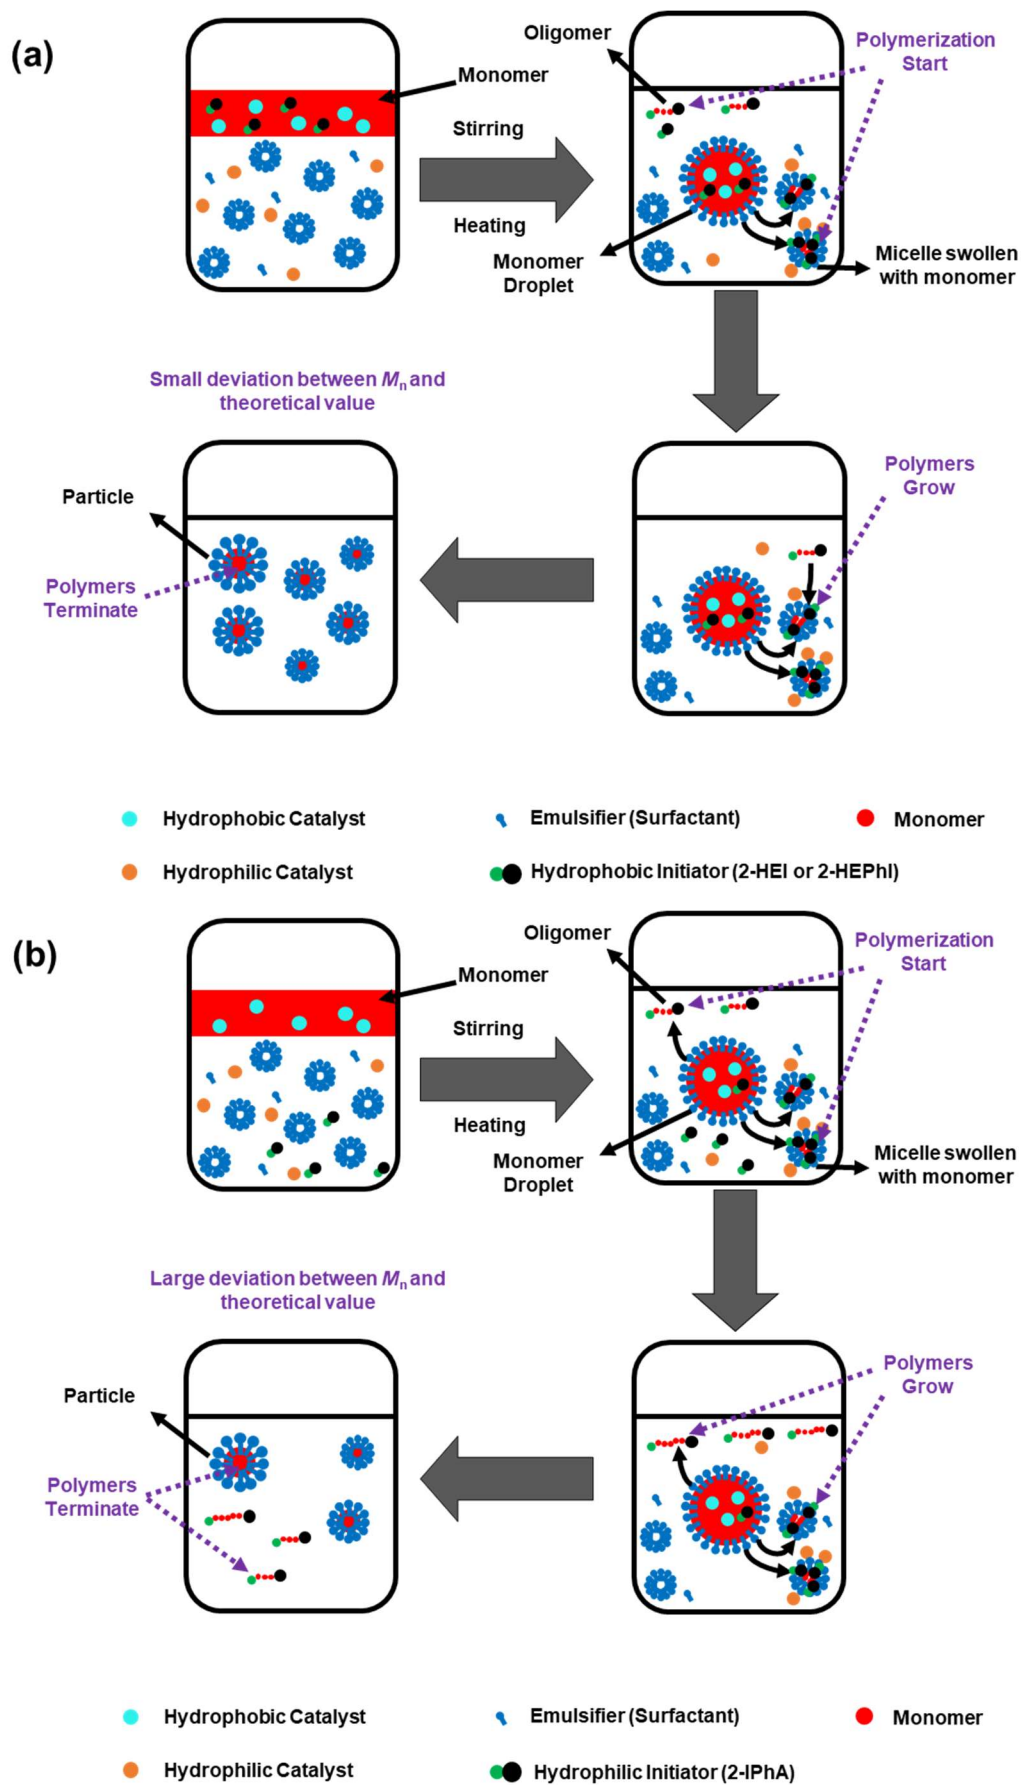 (a)
Oligomer
Polymerization
Start
Monomer
Stirring
Heating
Monomer
Droplet
Micelle swollen
with monomer
Small deviation between Mn and
theoretical value
Polymers
Grow
Particle
Polymers
Terminate
Hydrophobic Catalyst
Emulsifier (Surfactant)
Monomer
Hydrophilic Catalyst
Hydrophobic Initiator (2-HEI or 2-HEPhI)
(b)
Oligomer
Polymerization
Start
Monomer
Stirring
Heating
Monomer
Droplet
Micelle swollen
with monomer
Large deviation between Mn and
theoretical value
Polymers
Grow
Particle
Polymers
Terminate
Hydrophobic Catalyst
Emulsifier (Surfactant)
Monomer
Hydrophilic Catalyst
Hydrophilic Initiator (2-IPhA)